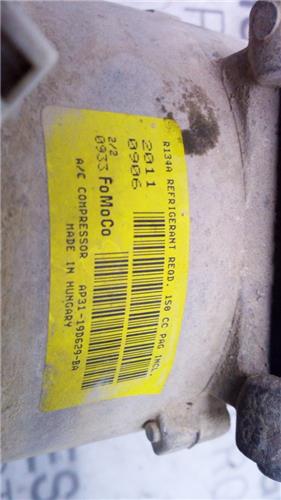 R134A REFRIGERANT REQD. 150 CC PAG INCL.
2011
0906
2/2
0933 FoMoCo
A/C COMPRESSOR AP31-19D629-BA
MADE IN HUNGARY